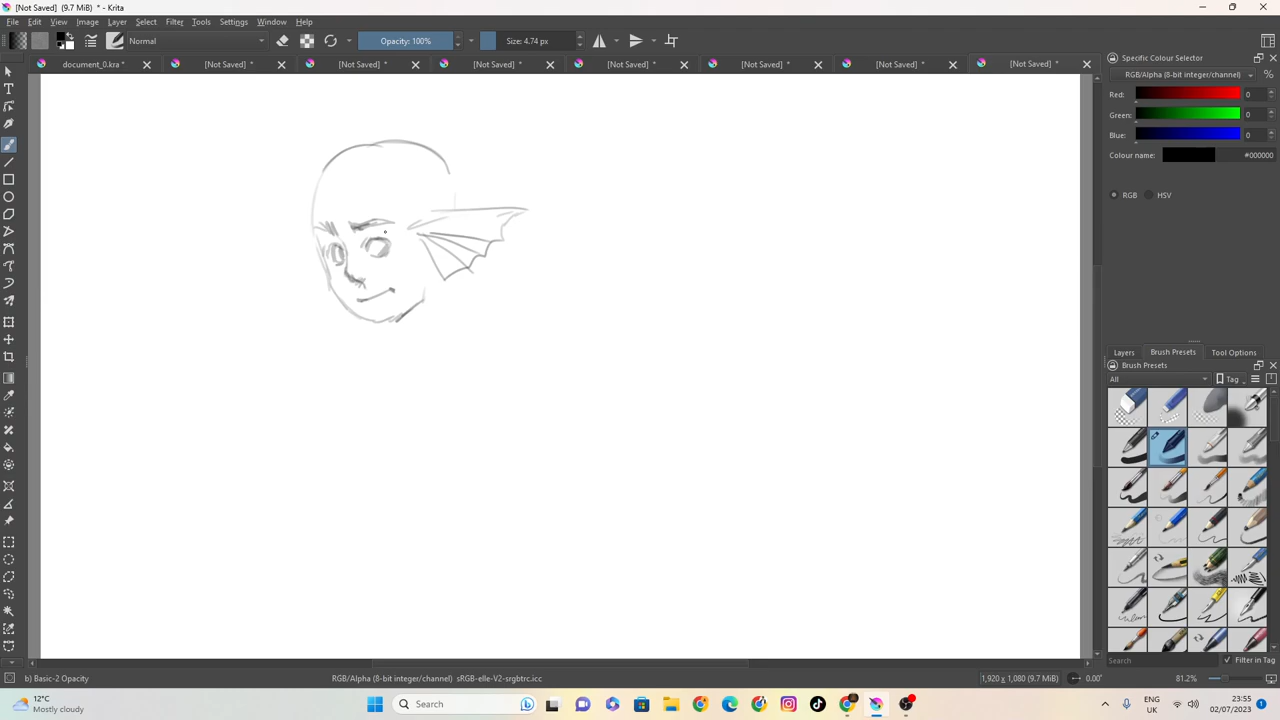 [Not Saved] (9.7 MiB) * - Krita
File Edit View Image Layer Select Filter Tools Settings Window Help
Normal Opacity: 100% Size: 4.74 px
document_0.kra * [Not Saved] * [Not Saved] * [Not Saved] * [Not Saved] * [Not Saved] * [Not Saved] * [Not Saved] *
Specific Colour Selector
RGB/Alpha (8-bit integer/channel) %
Red: 0
Green: 0
Blue: 0
Colour name: #000000
RGB HSV
Layers Brush Presets Tool Options
Brush Presets
All Tag
Search Filter in Tag
b) Basic-2 Opacity RGB/Alpha (8-bit integer/channel) sRGB-elle-V2-srgbtrc.icc 1,920 x 1,080 (9.7 MiB) 0.00° 81.2%
12°C
Mostly cloudy
Search
ENG
UK
23:55
02/07/2023
1